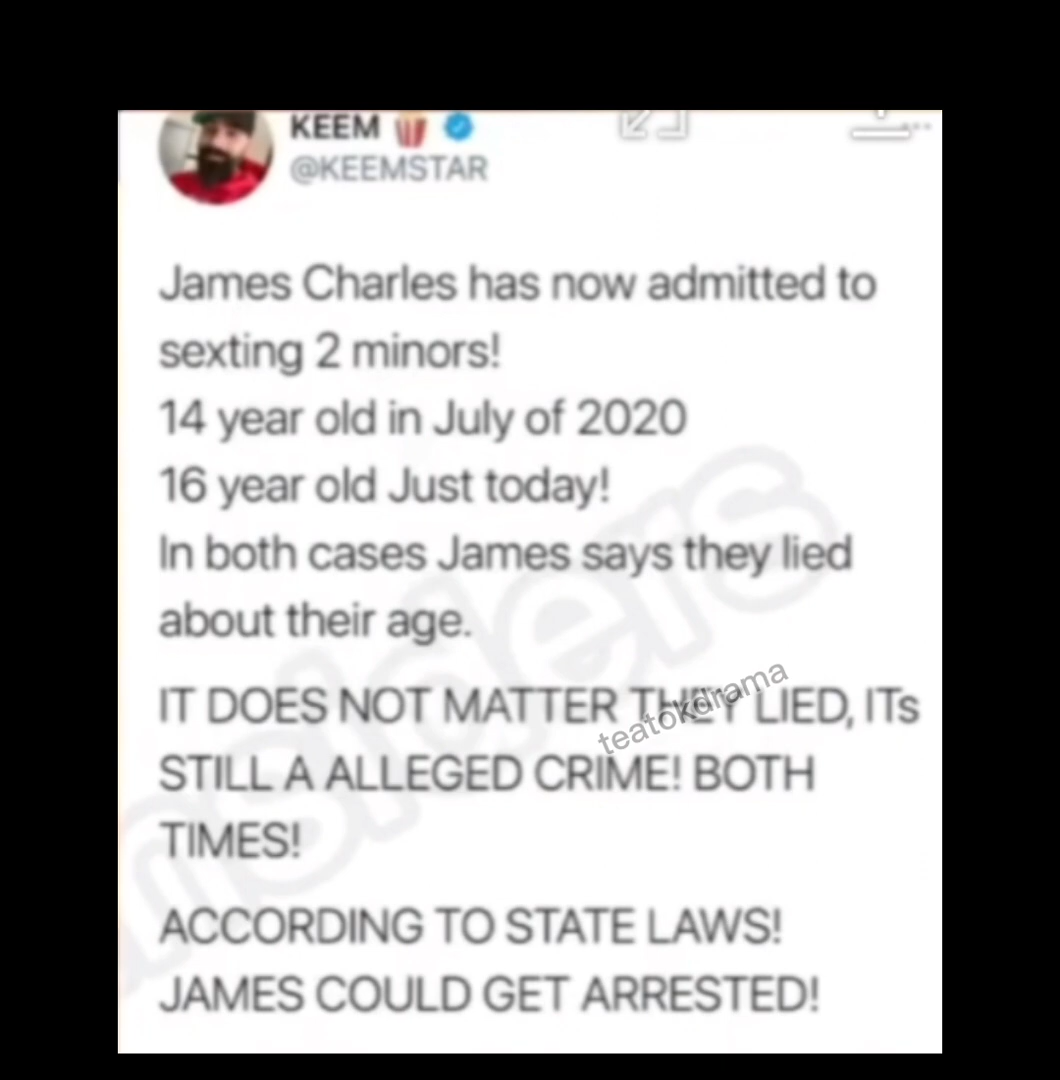 KEEM
@KEEMSTAR
James Charles has now admitted to
sexting 2 minors!
14 year old in July of 2020
16 year old Just today!
In both cases James says they lied
about their age.
IT DOES NOT MATTER THEY LIED, ITs
STILL A ALLEGED CRIME! BOTH
TIMES!
ACCORDING TO STATE LAWS!
JAMES COULD GET ARRESTED!
teatokdrama